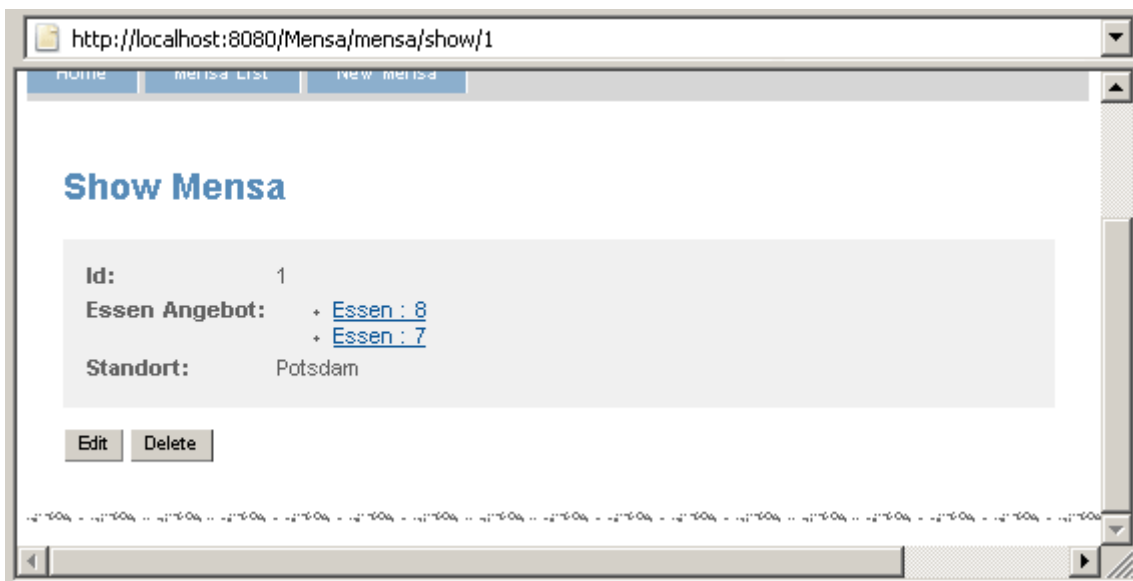 http://localhost:8080/Mensa/mensa/show/1
Home Mensa List New Mensa
Show Mensa
Id: 1
Essen Angebot: Essen : 8
Essen : 7
Standort: Potsdam
Edit Delete